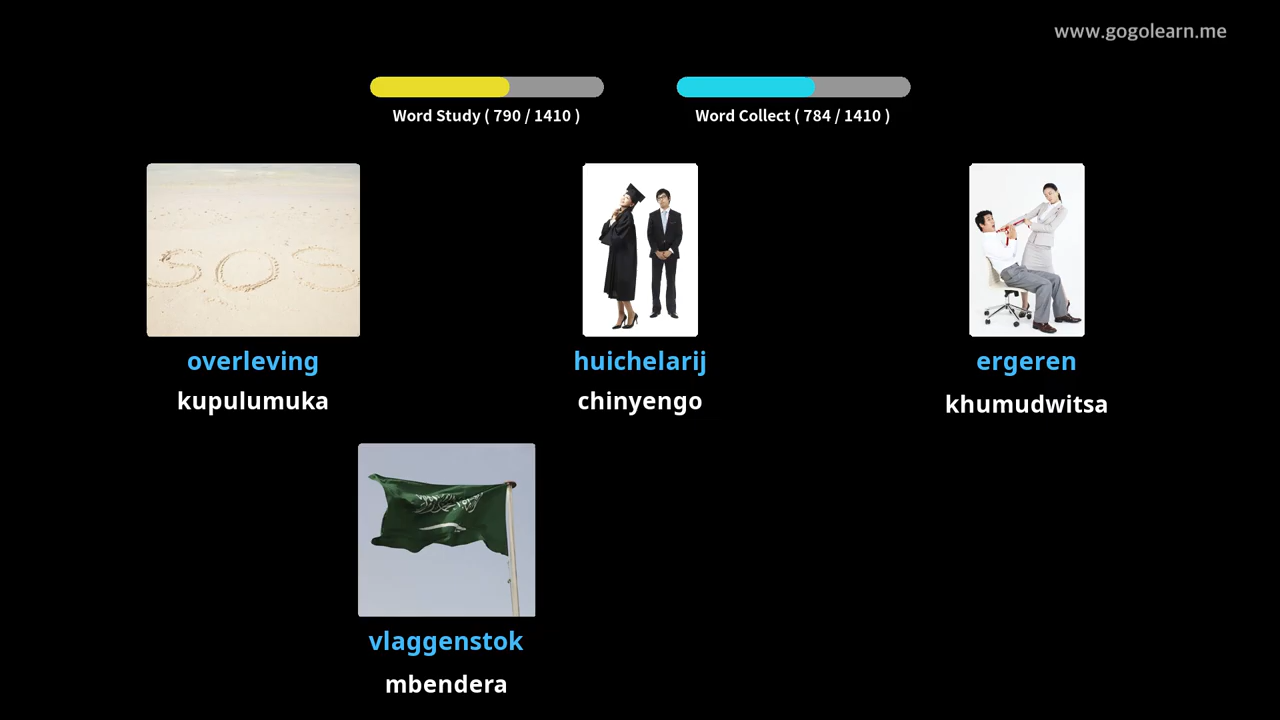 www.gogolearn.me
Word Study ( 790 / 1410 )
Word Collect ( 784 / 1410 )
SOS
overleving
kupulumuka
huichelarij
chinyengo
ergeren
khumudwitsa
vlaggenstok
mbendera